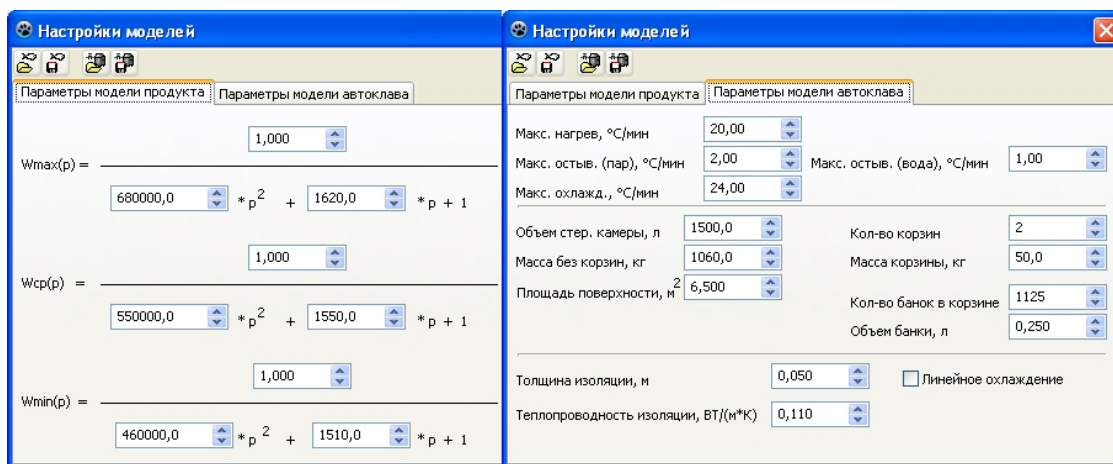 Настройки моделей
Параметры модели продукта Параметры модели автоклава
1,000
Wmax(p) =
680000,0 * p 2 + 1620,0 * p + 1
1,000
Wcp(p) =
550000,0 * p 2 + 1550,0 * p + 1
1,000
Wmin(p) =
460000,0 * p 2 + 1510,0 * p + 1
Настройки моделей
Параметры модели продукта Параметры модели автоклава
Макс. нагрев, °С/мин 20,00
Макс. остыв. (пар), °С/мин 2,00 Макс. остыв. (вода), °С/мин 1,00
Макс. охлажд., °С/мин 24,00
Объем стер. камеры, л 1500,0 Кол-во корзин 2
Масса без корзин, кг 1060,0 Масса корзины, кг 50,0
Площадь поверхности, м 2 6,500
Кол-во банок в корзине 1125
Объем банки, л 0,250
Толщина изоляции, м 0,050 Линейное охлаждение
Теплопроводность изоляции, ВТ/(м*К) 0,110